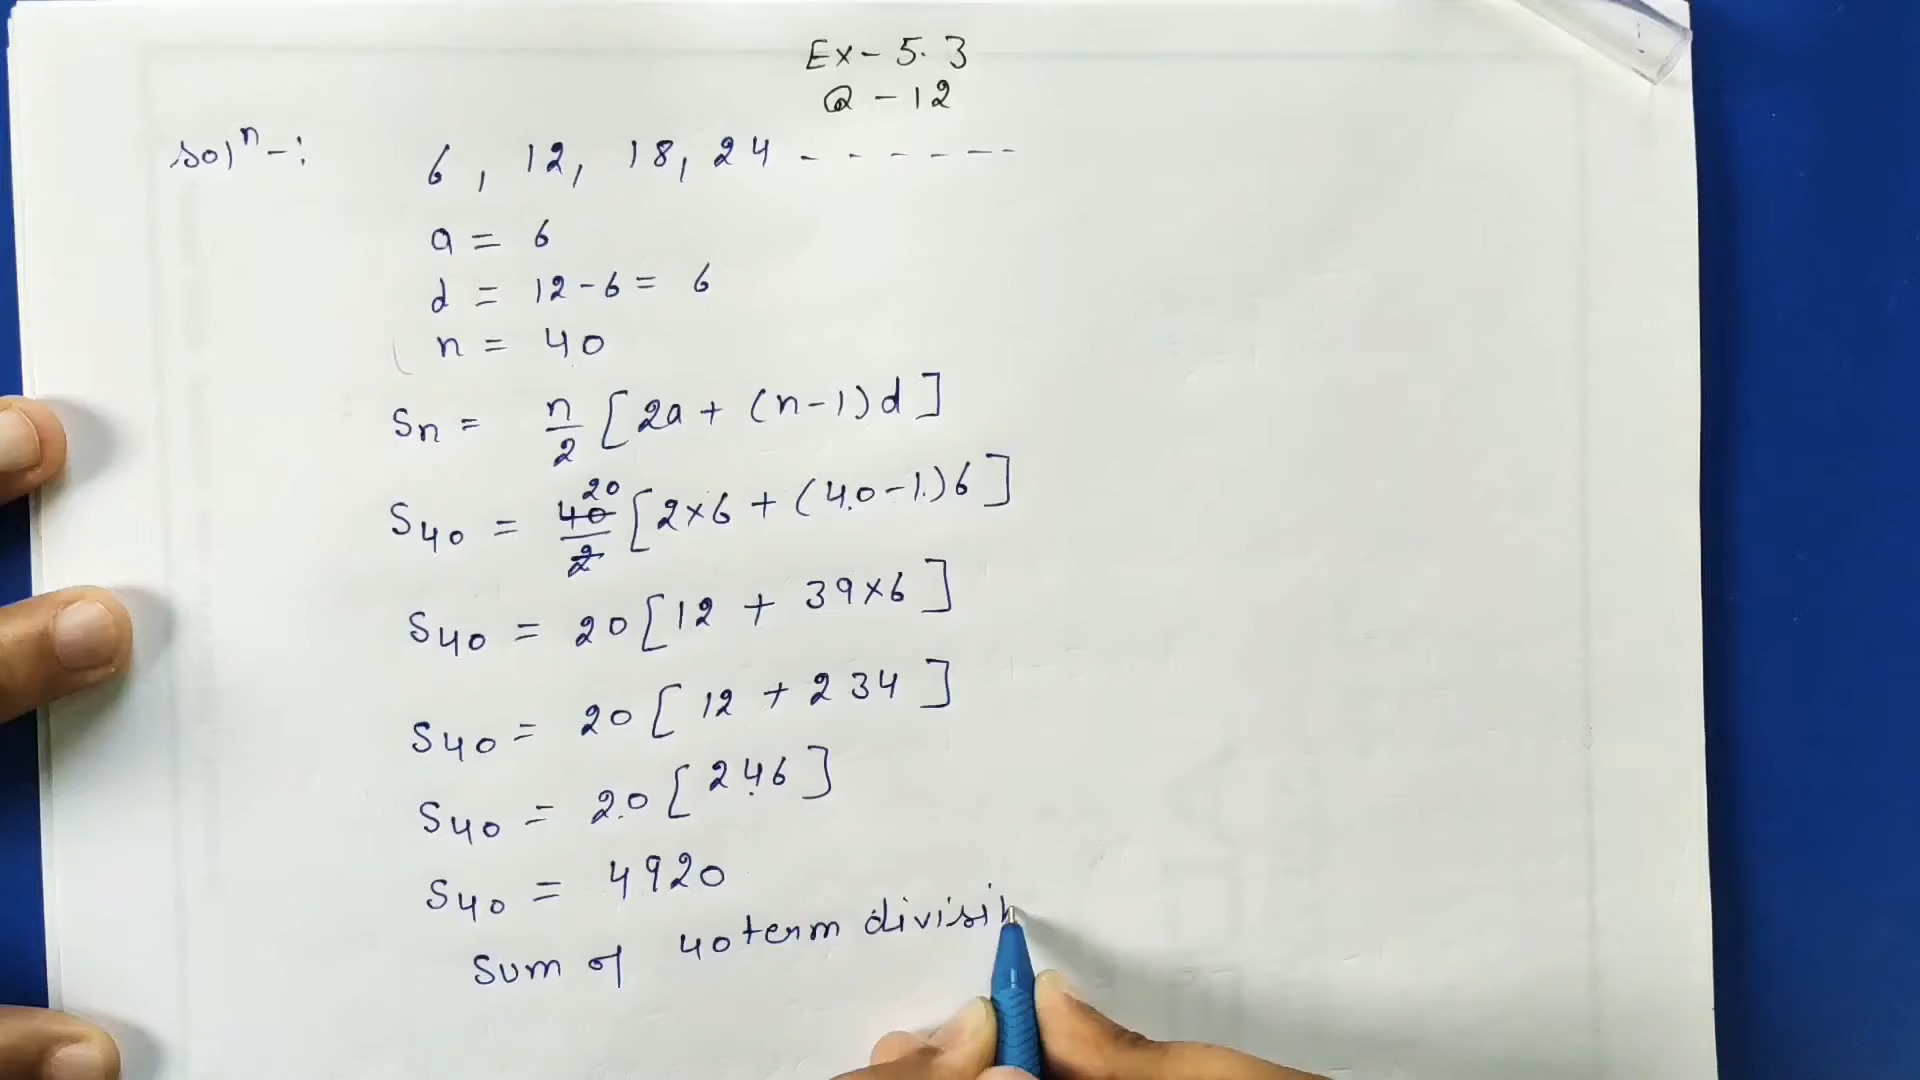 Ex - 5.3
Q - 12
Solⁿ -:
6, 12, 18, 24 - - - - - -
a = 6
d = 12 - 6 = 6
n = 40
Sn = n/2 [2a + (n-1)d]
S40 = 40/2 20 [2×6 + (40-1)6]
S40 = 20 [12 + 39×6]
S40 = 20 [12 + 234]
S40 = 20 [246]
S40 = 4920
Sum of 40 term divisi